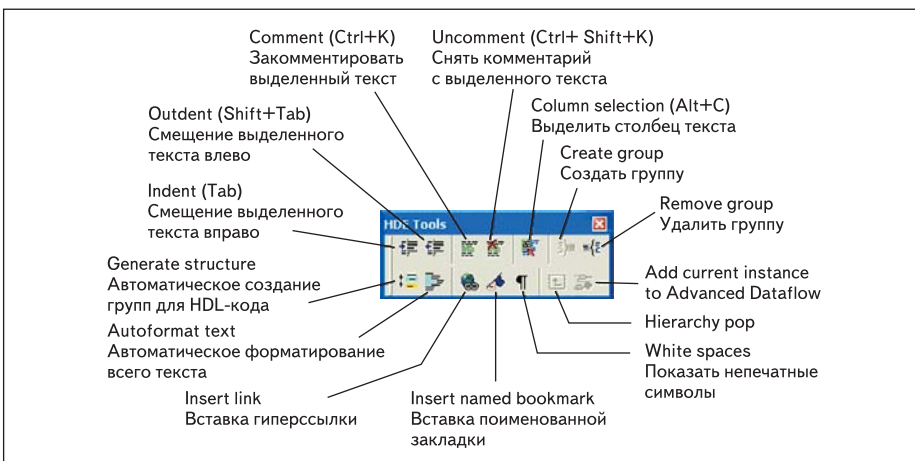 Comment (Ctrl+K)
Закомментировать
выделенный текст
Uncomment (Ctrl+ Shift+K)
Снять комментарий
с выделенного текста
Outdent (Shift+Tab)
Смещение выделенного
текста влево
Column selection (Alt+C)
Выделить столбец текста
Create group
Создать группу
Indent (Tab)
Смещение выделенного
текста вправо
Remove group
Удалить группу
HDE Tools
Generate structure
Автоматическое создание
групп для HDL-кода
Add current instance
to Advanced Dataflow
Autoformat text
Автоматическое форматирование
всего текста
Hierarchy pop
White spaces
Показать непечатные
символы
Insert link
Вставка гиперссылки
Insert named bookmark
Вставка поименованной
закладки